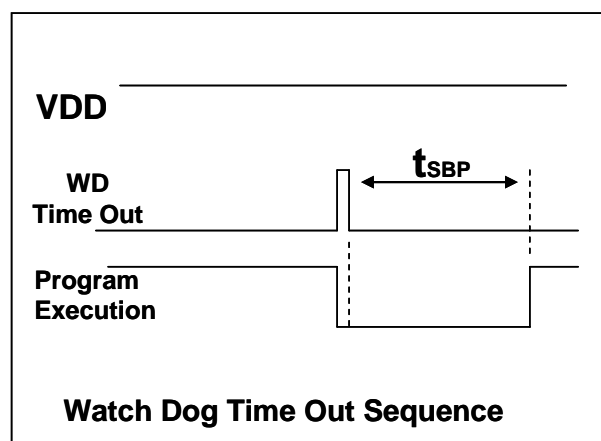 VDD
tSBP
WD
Time Out
Program
Execution
Watch Dog Time Out Sequence